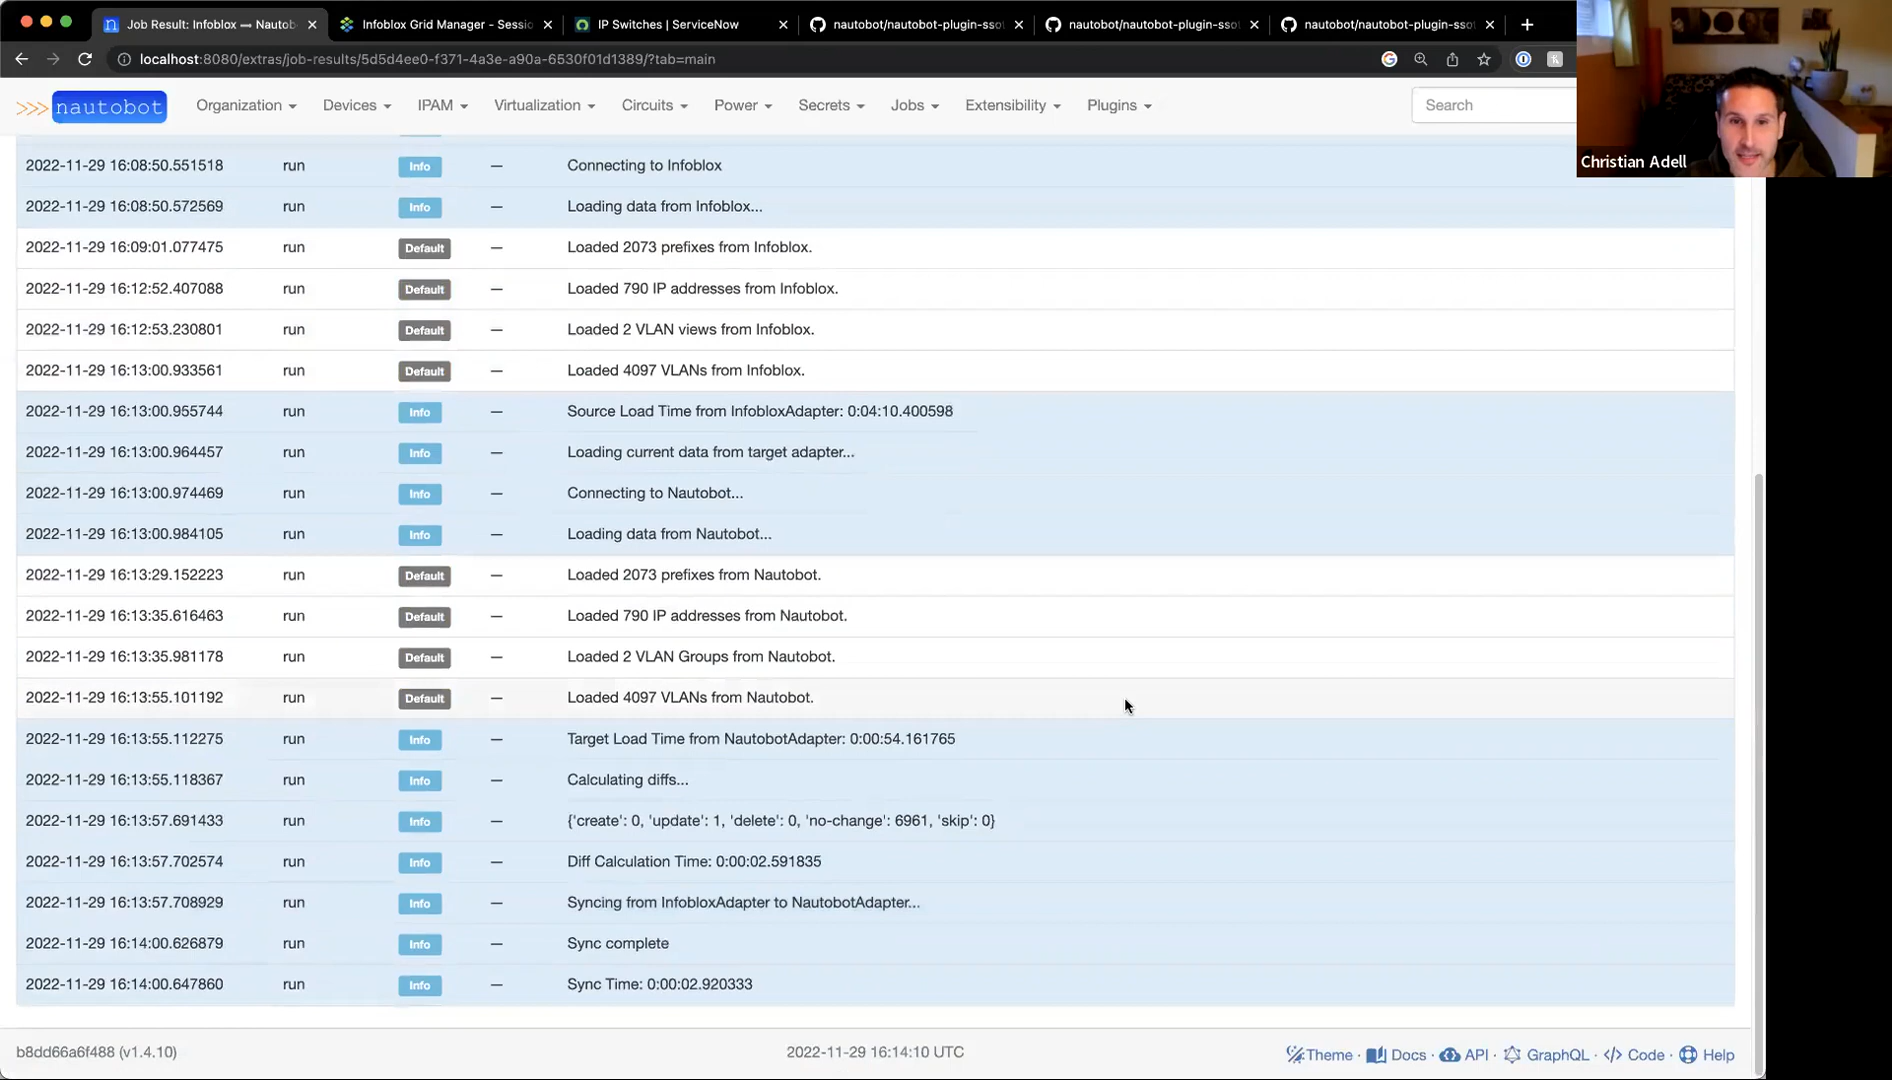 Job Result: Infoblox — Nautob
Infoblox Grid Manager - Sessio
IP Switches | ServiceNow
nautobot/nautobot-plugin-ssot
nautobot/nautobot-plugin-ssot
nautobot/nautobot-plugin-ssot
localhost:8080/extras/job-results/5d5d4ee0-f371-4a3e-a90a-6530f01d1389/?tab=main
>>> nautobot Organization Devices IPAM Virtualization Circuits Power Secrets Jobs Extensibility Plugins Search
Christian Adell
2022-11-29 16:08:50.551518 run Info — Connecting to Infoblox
2022-11-29 16:08:50.572569 run Info — Loading data from Infoblox...
2022-11-29 16:09:01.077475 run Default — Loaded 2073 prefixes from Infoblox.
2022-11-29 16:12:52.407088 run Default — Loaded 790 IP addresses from Infoblox.
2022-11-29 16:12:53.230801 run Default — Loaded 2 VLAN views from Infoblox.
2022-11-29 16:13:00.933561 run Default — Loaded 4097 VLANs from Infoblox.
2022-11-29 16:13:00.955744 run Info — Source Load Time from InfobloxAdapter: 0:04:10.400598
2022-11-29 16:13:00.964457 run Info — Loading current data from target adapter...
2022-11-29 16:13:00.974469 run Info — Connecting to Nautobot...
2022-11-29 16:13:00.984105 run Info — Loading data from Nautobot...
2022-11-29 16:13:29.152223 run Default — Loaded 2073 prefixes from Nautobot.
2022-11-29 16:13:35.616463 run Default — Loaded 790 IP addresses from Nautobot.
2022-11-29 16:13:35.981178 run Default — Loaded 2 VLAN Groups from Nautobot.
2022-11-29 16:13:55.101192 run Default — Loaded 4097 VLANs from Nautobot.
2022-11-29 16:13:55.112275 run Info — Target Load Time from NautobotAdapter: 0:00:54.161765
2022-11-29 16:13:55.118367 run Info — Calculating diffs...
2022-11-29 16:13:57.691433 run Info — {'create': 0, 'update': 1, 'delete': 0, 'no-change': 6961, 'skip': 0}
2022-11-29 16:13:57.702574 run Info — Diff Calculation Time: 0:00:02.591835
2022-11-29 16:13:57.708929 run Info — Syncing from InfobloxAdapter to NautobotAdapter...
2022-11-29 16:14:00.626879 run Info — Sync complete
2022-11-29 16:14:00.647860 run Info — Sync Time: 0:00:02.920333
b8dd66a6f488 (v1.4.10) 2022-11-29 16:14:10 UTC Theme · Docs · API · GraphQL · Code · Help